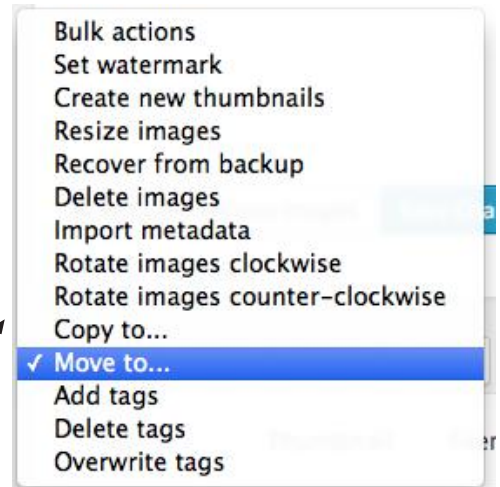 Bulk actions
Set watermark
Create new thumbnails
Resize images
Recover from backup
Delete images
Import metadata
Rotate images clockwise
Rotate images counter-clockwise
Copy to...
✓ Move to...
Add tags
Delete tags
Overwrite tags